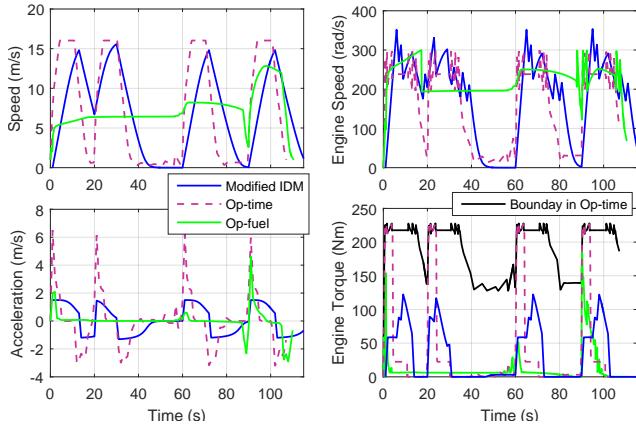 Speed (m/s)
15
10
5
0
0 20 40 60 80 100
Engine Speed (rad/s)
400
300
200
100
0
0 20 40 60 80 100
Modified IDM
Op-time
Op-fuel
Bounday in Op-time
Acceleration (m/s)
8
6
4
2
0
-2
-4
0 20 40 60 80 100
Time (s)
Engine Torque (Nm)
250
200
150
100
50
0
0 20 40 60 80 100
Time (s)